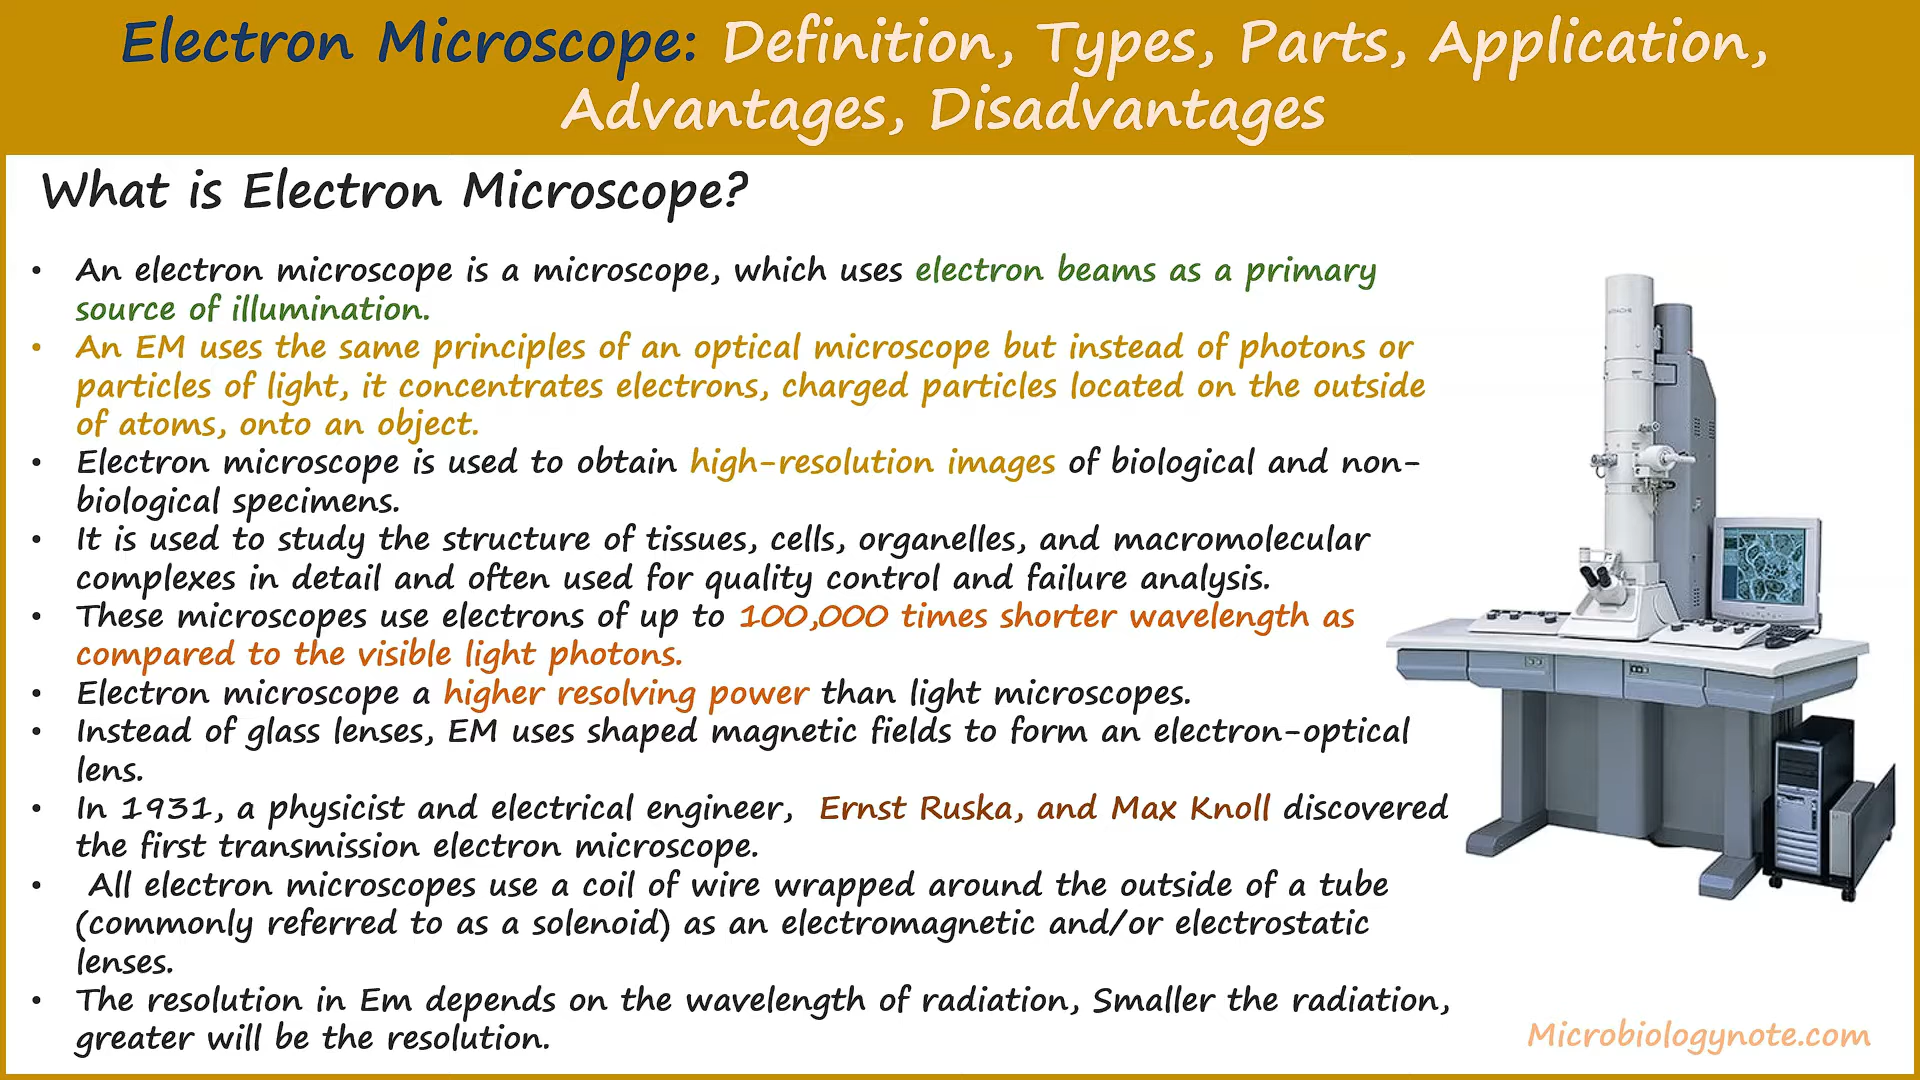 Electron Microscope: Definition, Types, Parts, Application,
Advantages, Disadvantages
What is Electron Microscope?
• An electron microscope is a microscope, which uses electron beams as a primary
source of illumination.
• An EM uses the same principles of an optical microscope but instead of photons or
particles of light, it concentrates electrons, charged particles located on the outside
of atoms, onto an object.
• Electron microscope is used to obtain high-resolution images of biological and non-
biological specimens.
• It is used to study the structure of tissues, cells, organelles, and macromolecular
complexes in detail and often used for quality control and failure analysis.
• These microscopes use electrons of up to 100,000 times shorter wavelength as
compared to the visible light photons.
• Electron microscope a higher resolving power than light microscopes.
• Instead of glass lenses, EM uses shaped magnetic fields to form an electron-optical
lens.
• In 1931, a physicist and electrical engineer, Ernst Ruska, and Max Knoll discovered
the first transmission electron microscope.
• All electron microscopes use a coil of wire wrapped around the outside of a tube
(commonly referred to as a solenoid) as an electromagnetic and/or electrostatic
lenses.
• The resolution in Em depends on the wavelength of radiation, Smaller the radiation,
greater will be the resolution.
HITACHI
Microbiologynote.com